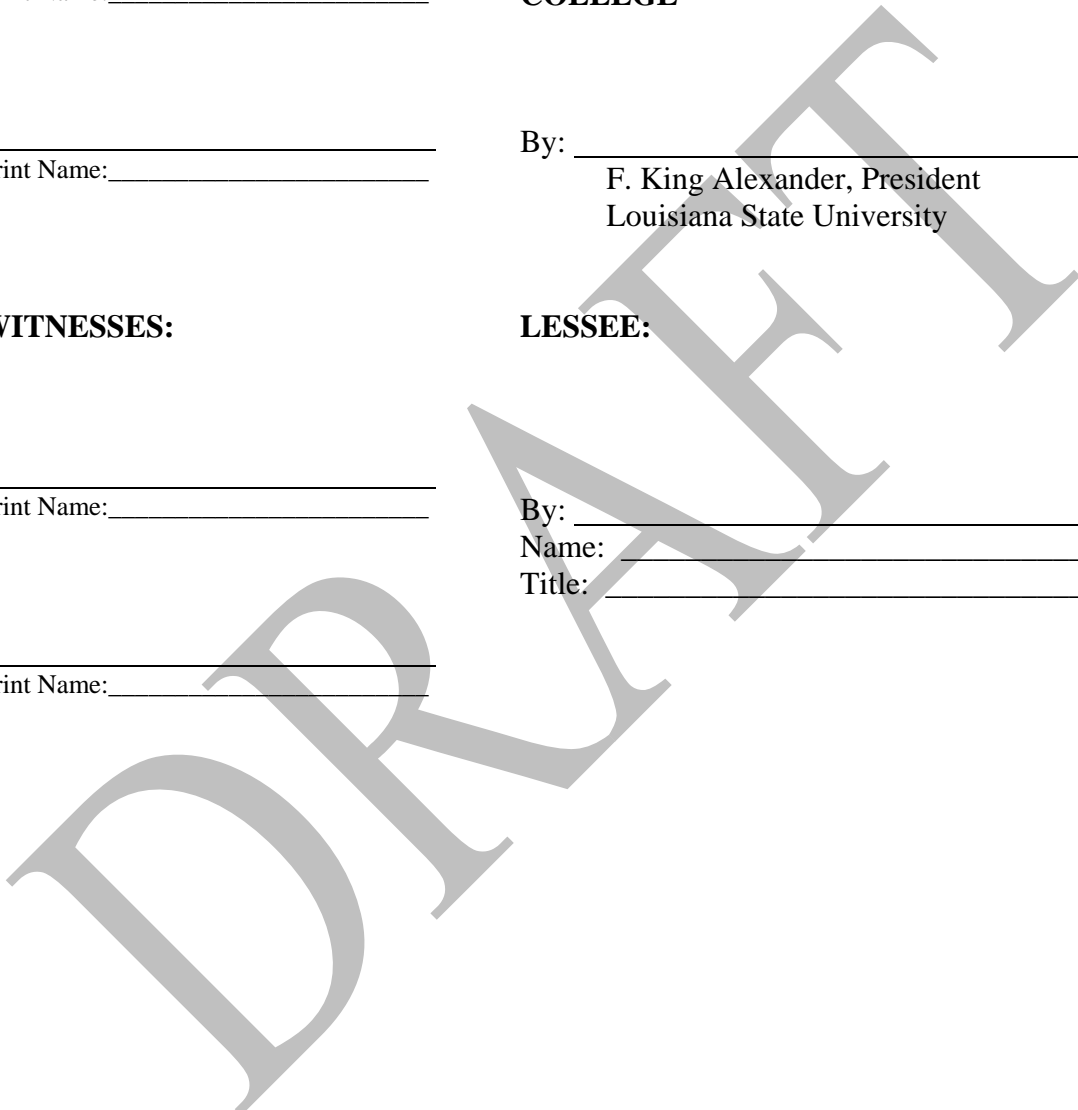 COLLEGE
By:
rint Name:
F. King Alexander, President
Louisiana State University
WITNESSES:
LESSEE:
rint Name:
By:
Name:
Title:
rint Name:
DRAFT